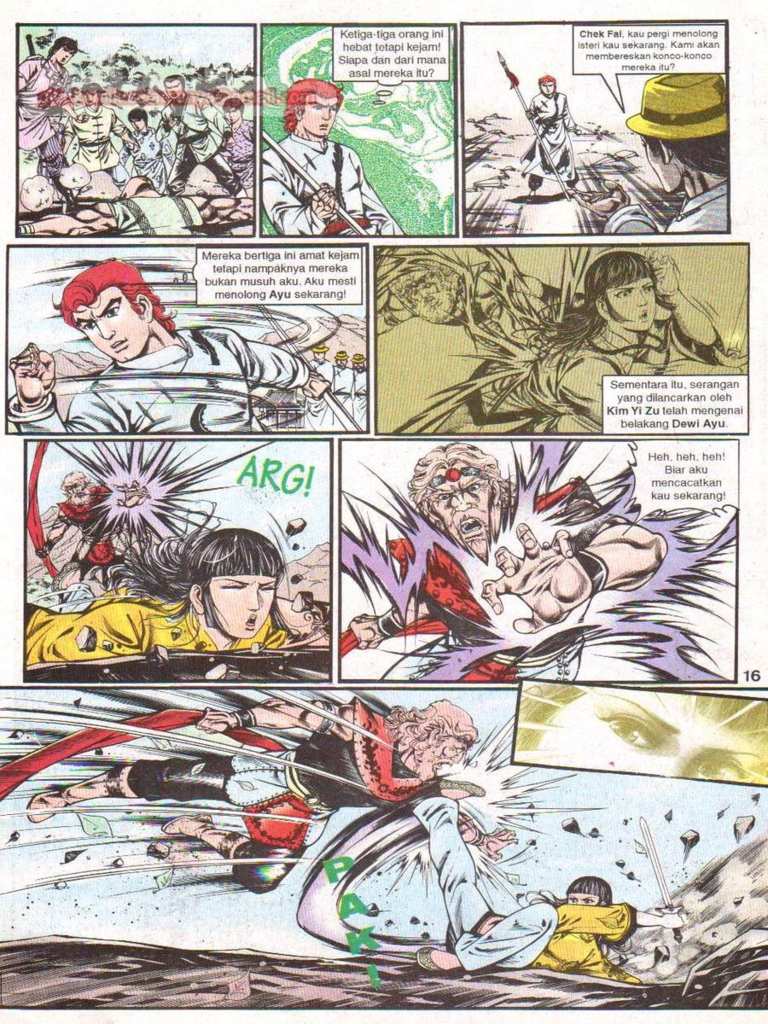 Ketiga-tiga orang ini
hebat tetapi kejam!
Siapa dan dari mana
asal mereka itu?
Chek Fai, kau pergi menolong
isteri kau sekarang. Kami akan
membereskan konco-konco
mereka itu?
Mereka bertiga ini amat kejam
tetapi nampaknya mereka
bukan musuh aku. Aku mesti
menolong Ayu sekarang!
Sementara itu, serangan
yang dilancarkan oleh
Kim Yi Zu telah mengenai
belakang Dewi Ayu.
ARG!
Heh, heh, heh!
Biar aku
mencacatkan
kau sekarang!
16
PAK!